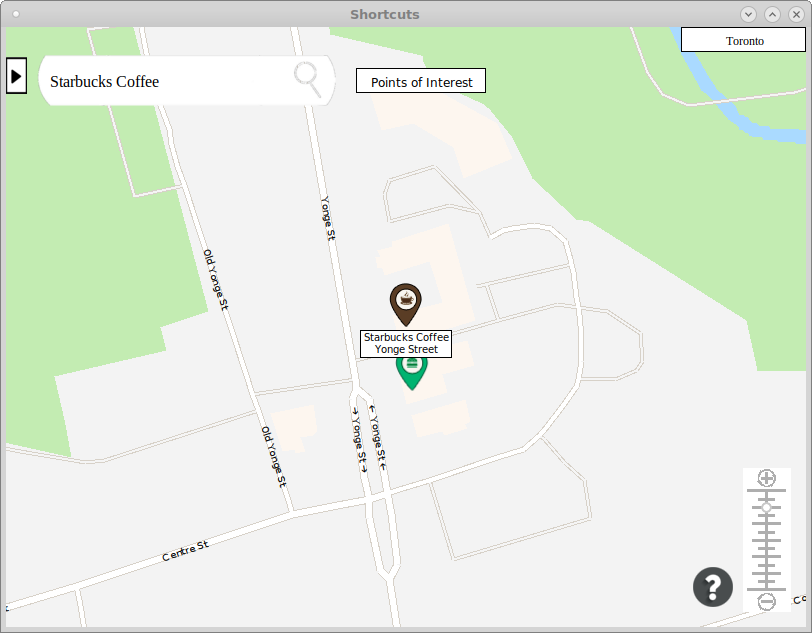 Shortcuts
Toronto
Starbucks Coffee
Points of Interest
Yonge St
Old Yonge St
Starbucks Coffee
Yonge Street
→ Yonge St →
← Yonge St ←
Old Yonge St
Centre St
?